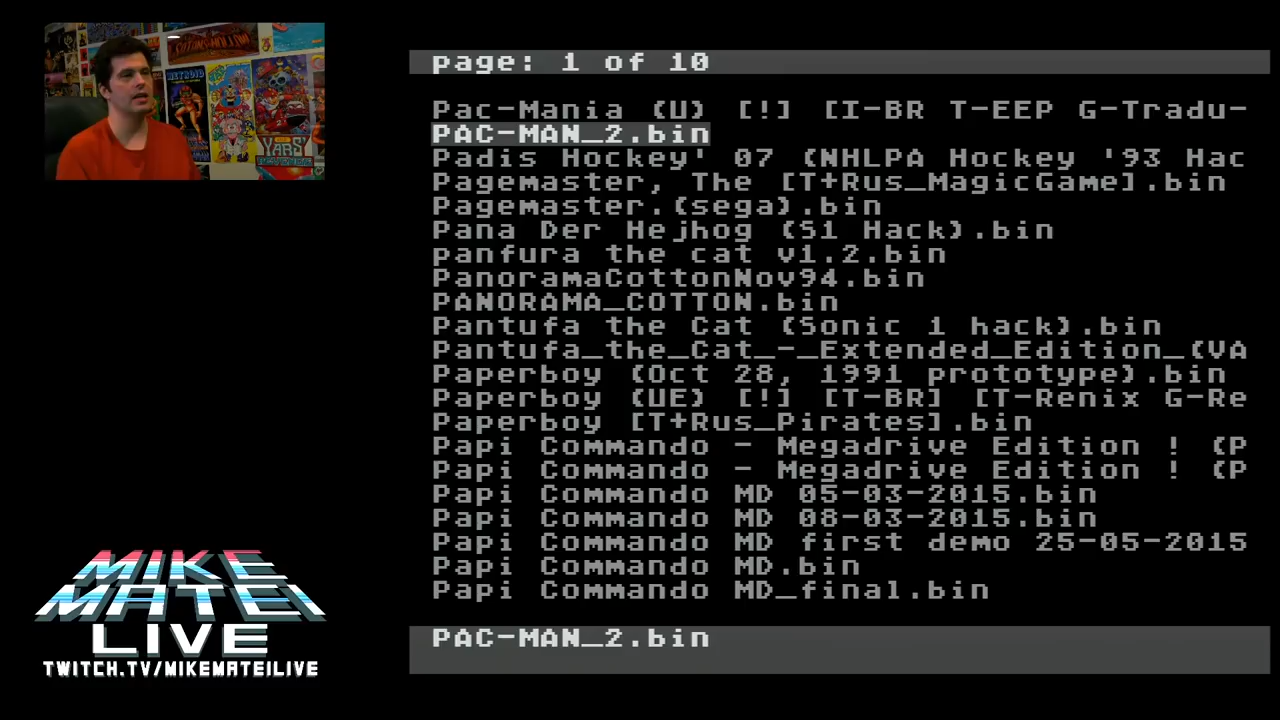 page: 1 of 10
Pac-Mania (U) [!] [I-BR T-EEP G-Tradu-
PAC-MAN_2.bin
Padis Hockey' 07 (NHLPA Hockey '93 Hac
Pagemaster, The [T+Rus_MagicGame].bin
Pagemaster.(sega).bin
Pana Der Hejhog (S1 Hack).bin
panfura the cat v1.2.bin
PanoramaCottonNov94.bin
PANORAMA_COTTON.bin
Pantufa the Cat (Sonic 1 hack).bin
Pantufa_the_Cat_-_Extended_Edition_(VA
Paperboy (Oct 28, 1991 prototype).bin
Paperboy (UE) [!] [T-BR] [T-Renix G-Re
Paperboy [T+Rus_Pirates].bin
Papi Commando - Megadrive Edition ! (P
Papi Commando - Megadrive Edition ! (P
Papi Commando MD 05-03-2015.bin
Papi Commando MD 08-03-2015.bin
Papi Commando MD first demo 25-05-2015
Papi Commando MD.bin
Papi Commando MD_final.bin
PAC-MAN_2.bin
METROID
YARS'
MIKE
MATEI
LIVE
TWITCH.TV/MIKEMATEILIVE